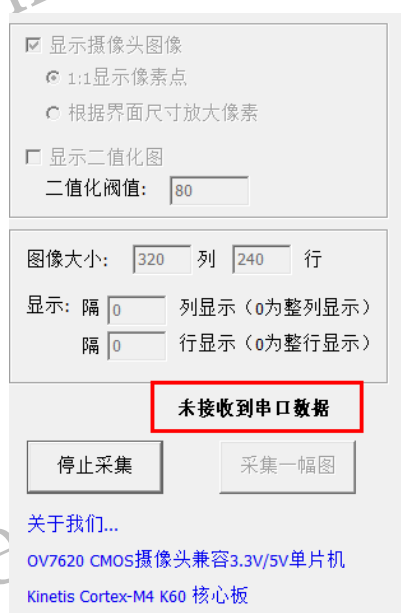 显示摄像头图像
1:1显示像素点
根据界面尺寸放大像素
显示二值化图
二值化阀值: 80
图像大小: 320 列 240 行
显示: 隔 0 列显示（0为整列显示）
隔 0 行显示（0为整行显示）
未接收到串口数据
停止采集 采集一幅图
关于我们...
OV7620 CMOS摄像头兼容3.3V/5V单片机
Kinetis Cortex-M4 K60 核心板